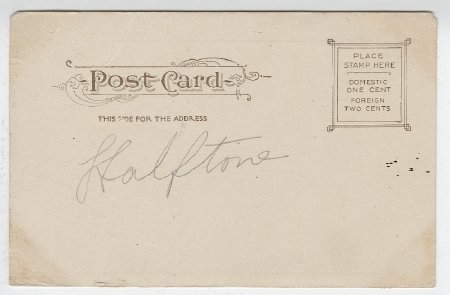 Post Card
THIS SIDE FOR THE ADDRESS
PLACE
STAMP HERE
DOMESTIC
ONE CENT
FOREIGN
TWO CENTS
Halftone